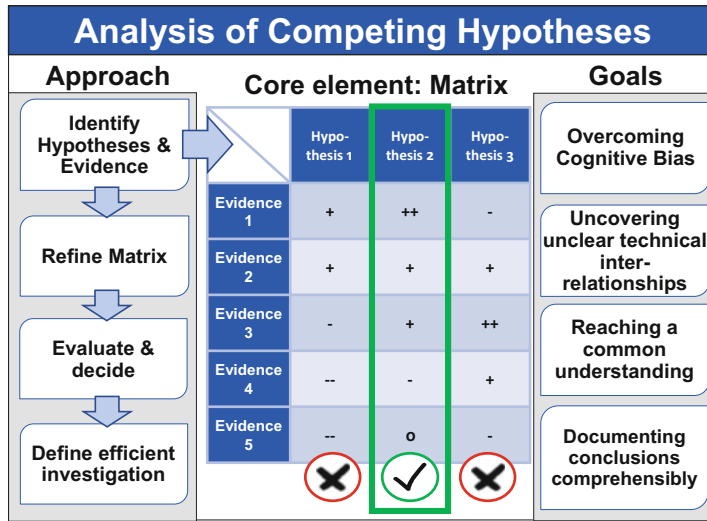 Analysis of Competing Hypotheses
Approach
Identify
Hypotheses &
Evidence
Refine Matrix
Evaluate &
decide
Define efficient
investigation
Core element: Matrix
Hypo-
thesis 1
Hypo-
thesis 2
Hypo-
thesis 3
Evidence
1
+
++
-
Evidence
2
+
+
+
Evidence
3
-
+
++
Evidence
4
--
-
+
Evidence
5
--
o
-
Goals
Overcoming
Cognitive Bias
Uncovering
unclear technical
inter-
relationships
Reaching a
common
understanding
Documenting
conclusions
comprehensibly